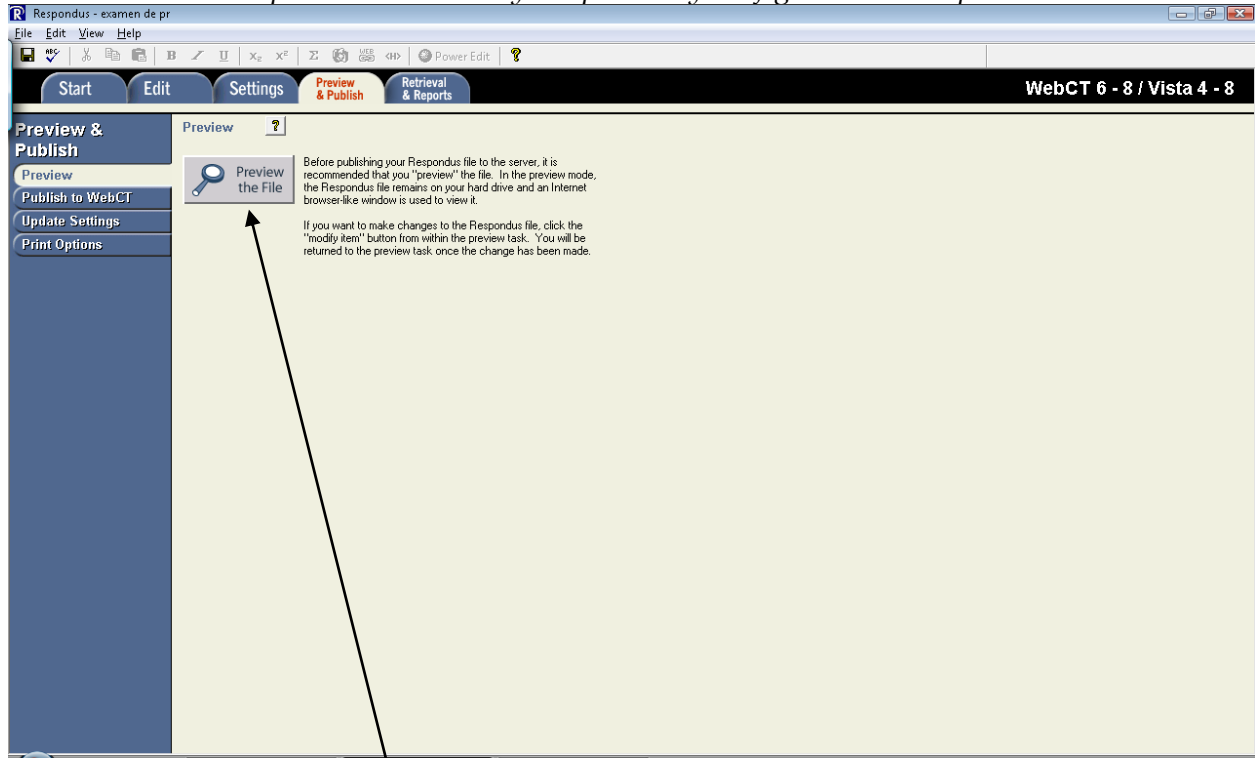 Respondus - examen de pr
File Edit View Help
ABC B I U X₂ X² Σ WEB CAD <H> Power Edit ?
Start Edit Settings Preview & Publish Retrieval & Reports WebCT 6 - 8 / Vista 4 - 8
Preview & Publish
Preview
Publish to WebCT
Update Settings
Print Options
Preview ?
Preview the File
Before publishing your Respondus file to the server, it is
recommended that you "preview" the file. In the preview mode,
the Respondus file remains on your hard drive and an Internet
browser-like window is used to view it.
If you want to make changes to the Respondus file, click the
"modify item" button from within the preview task. You will be
returned to the preview task once the change has been made.